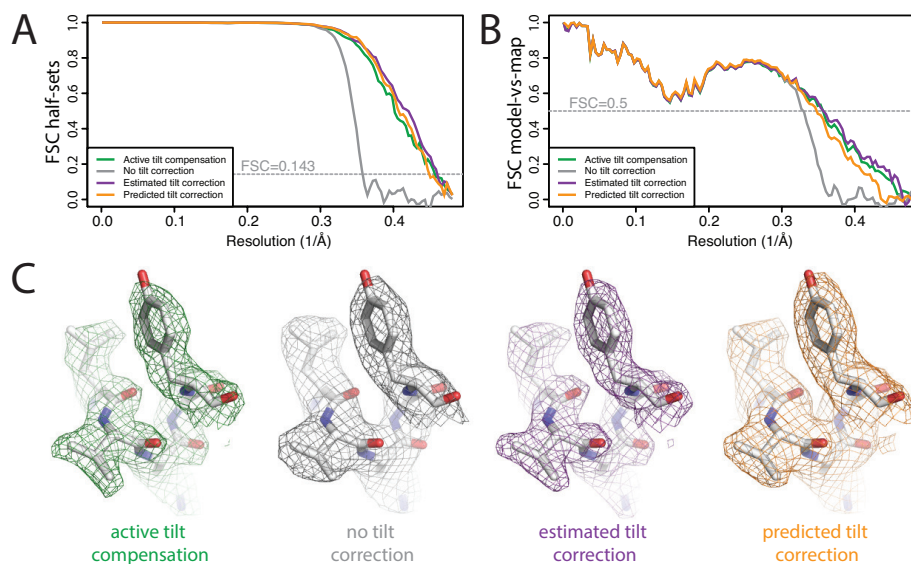 A
FSC half-sets
1.0
0.8
0.6
0.4
0.2
0.0
FSC=0.143
Active tilt compensation
No tilt correction
Estimated tilt correction
Predicted tilt correction
0.0 0.1 0.2 0.3 0.4
Resolution (1/Å)
B
FSC model-vs-map
1.0
0.8
0.6
0.4
0.2
0.0
FSC=0.5
Active tilt compensation
No tilt correction
Estimated tilt correction
Predicted tilt correction
0.0 0.1 0.2 0.3 0.4
Resolution (1/Å)
C
active tilt
compensation
no tilt
correction
estimated tilt
correction
predicted tilt
correction